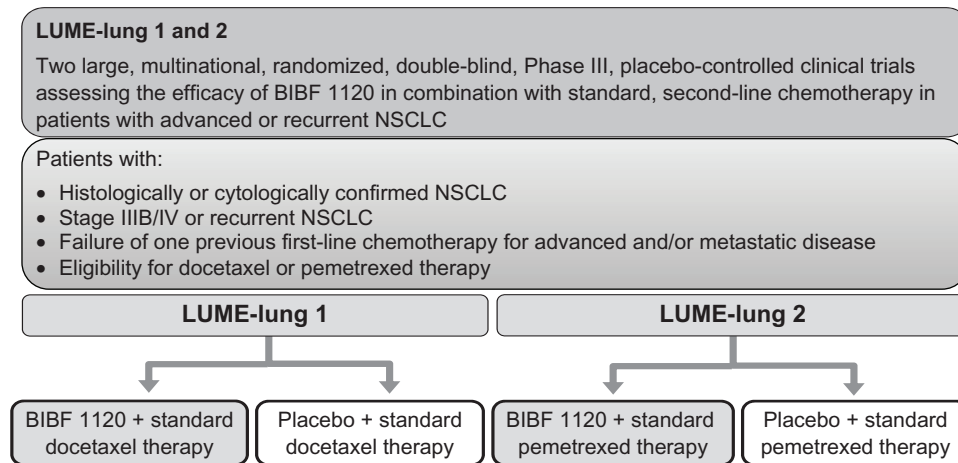 LUME-lung 1 and 2
Two large, multinational, randomized, double-blind, Phase III, placebo-controlled clinical trials
assessing the efficacy of BIBF 1120 in combination with standard, second-line chemotherapy in
patients with advanced or recurrent NSCLC
Patients with:
• Histologically or cytologically confirmed NSCLC
• Stage IIIB/IV or recurrent NSCLC
• Failure of one previous first-line chemotherapy for advanced and/or metastatic disease
• Eligibility for docetaxel or pemetrexed therapy
LUME-lung 1
LUME-lung 2
BIBF 1120 + standard
docetaxel therapy
Placebo + standard
docetaxel therapy
BIBF 1120 + standard
pemetrexed therapy
Placebo + standard
pemetrexed therapy